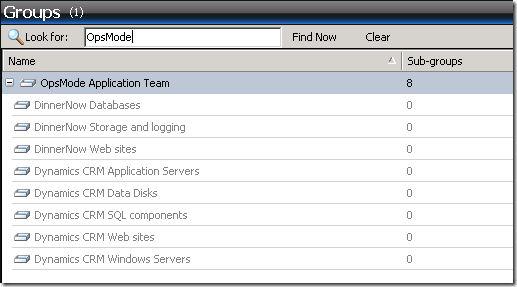 Groups (1)
Look for: OpsMode Find Now Clear
Name Sub-groups
OpsMode Application Team 8
DinnerNow Databases 0
DinnerNow Storage and logging 0
DinnerNow Web sites 0
Dynamics CRM Application Servers 0
Dynamics CRM Data Disks 0
Dynamics CRM SQL components 0
Dynamics CRM Web sites 0
Dynamics CRM Windows Servers 0